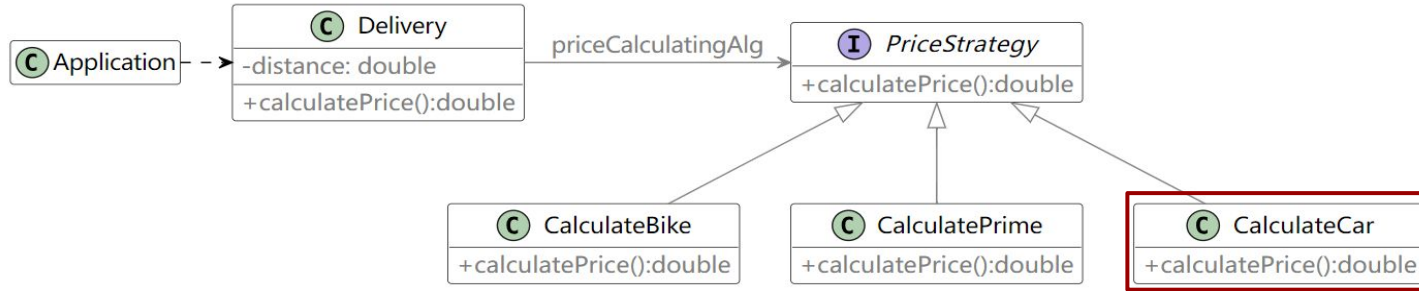 C Application
C Delivery
-distance: double
+calculatePrice():double
priceCalculatingAlg
I PriceStrategy
+calculatePrice():double
C CalculateBike
+calculatePrice():double
C CalculatePrime
+calculatePrice():double
C CalculateCar
+calculatePrice():double